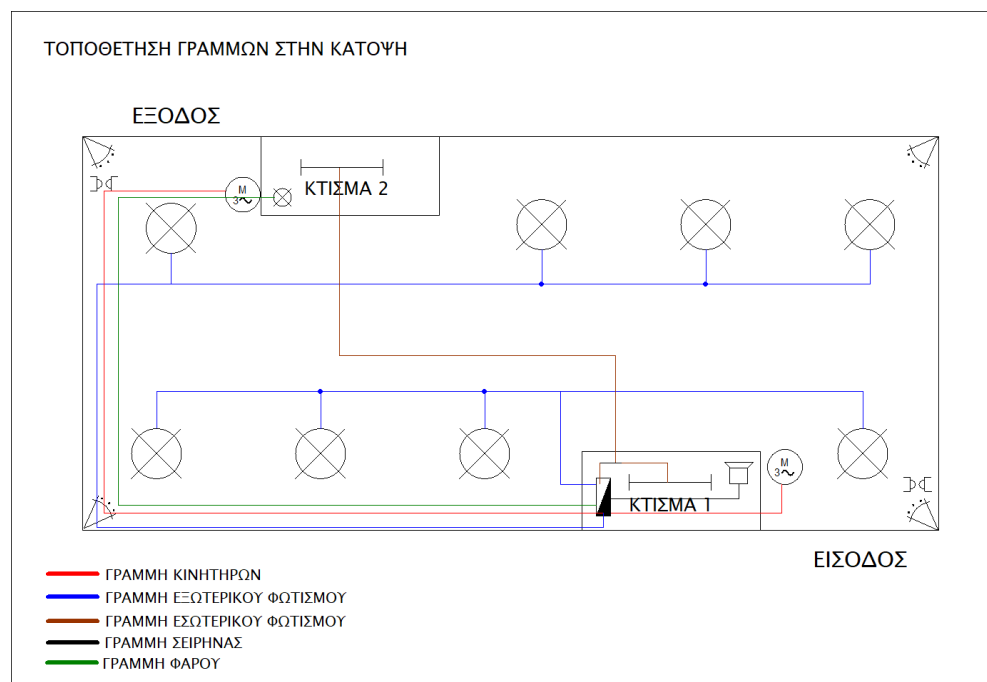 ΤΟΠΟΘΕΤΗΣΗ ΓΡΑΜΜΩΝ ΣΤΗΝ ΚΑΤΟΨΗ
ΕΞΟΔΟΣ
M
3
ΚΤΙΣΜΑ 2
M
3
ΚΤΙΣΜΑ 1
ΕΙΣΟΔΟΣ
ΓΡΑΜΜΗ ΚΙΝΗΤΗΡΩΝ
ΓΡΑΜΜΗ ΕΞΩΤΕΡΙΚΟΥ ΦΩΤΙΣΜΟΥ
ΓΡΑΜΜΗ ΕΣΩΤΕΡΙΚΟΥ ΦΩΤΙΣΜΟΥ
ΓΡΑΜΜΗ ΣΕΙΡΗΝΑΣ
ΓΡΑΜΜΗ ΦΑΡΟΥ